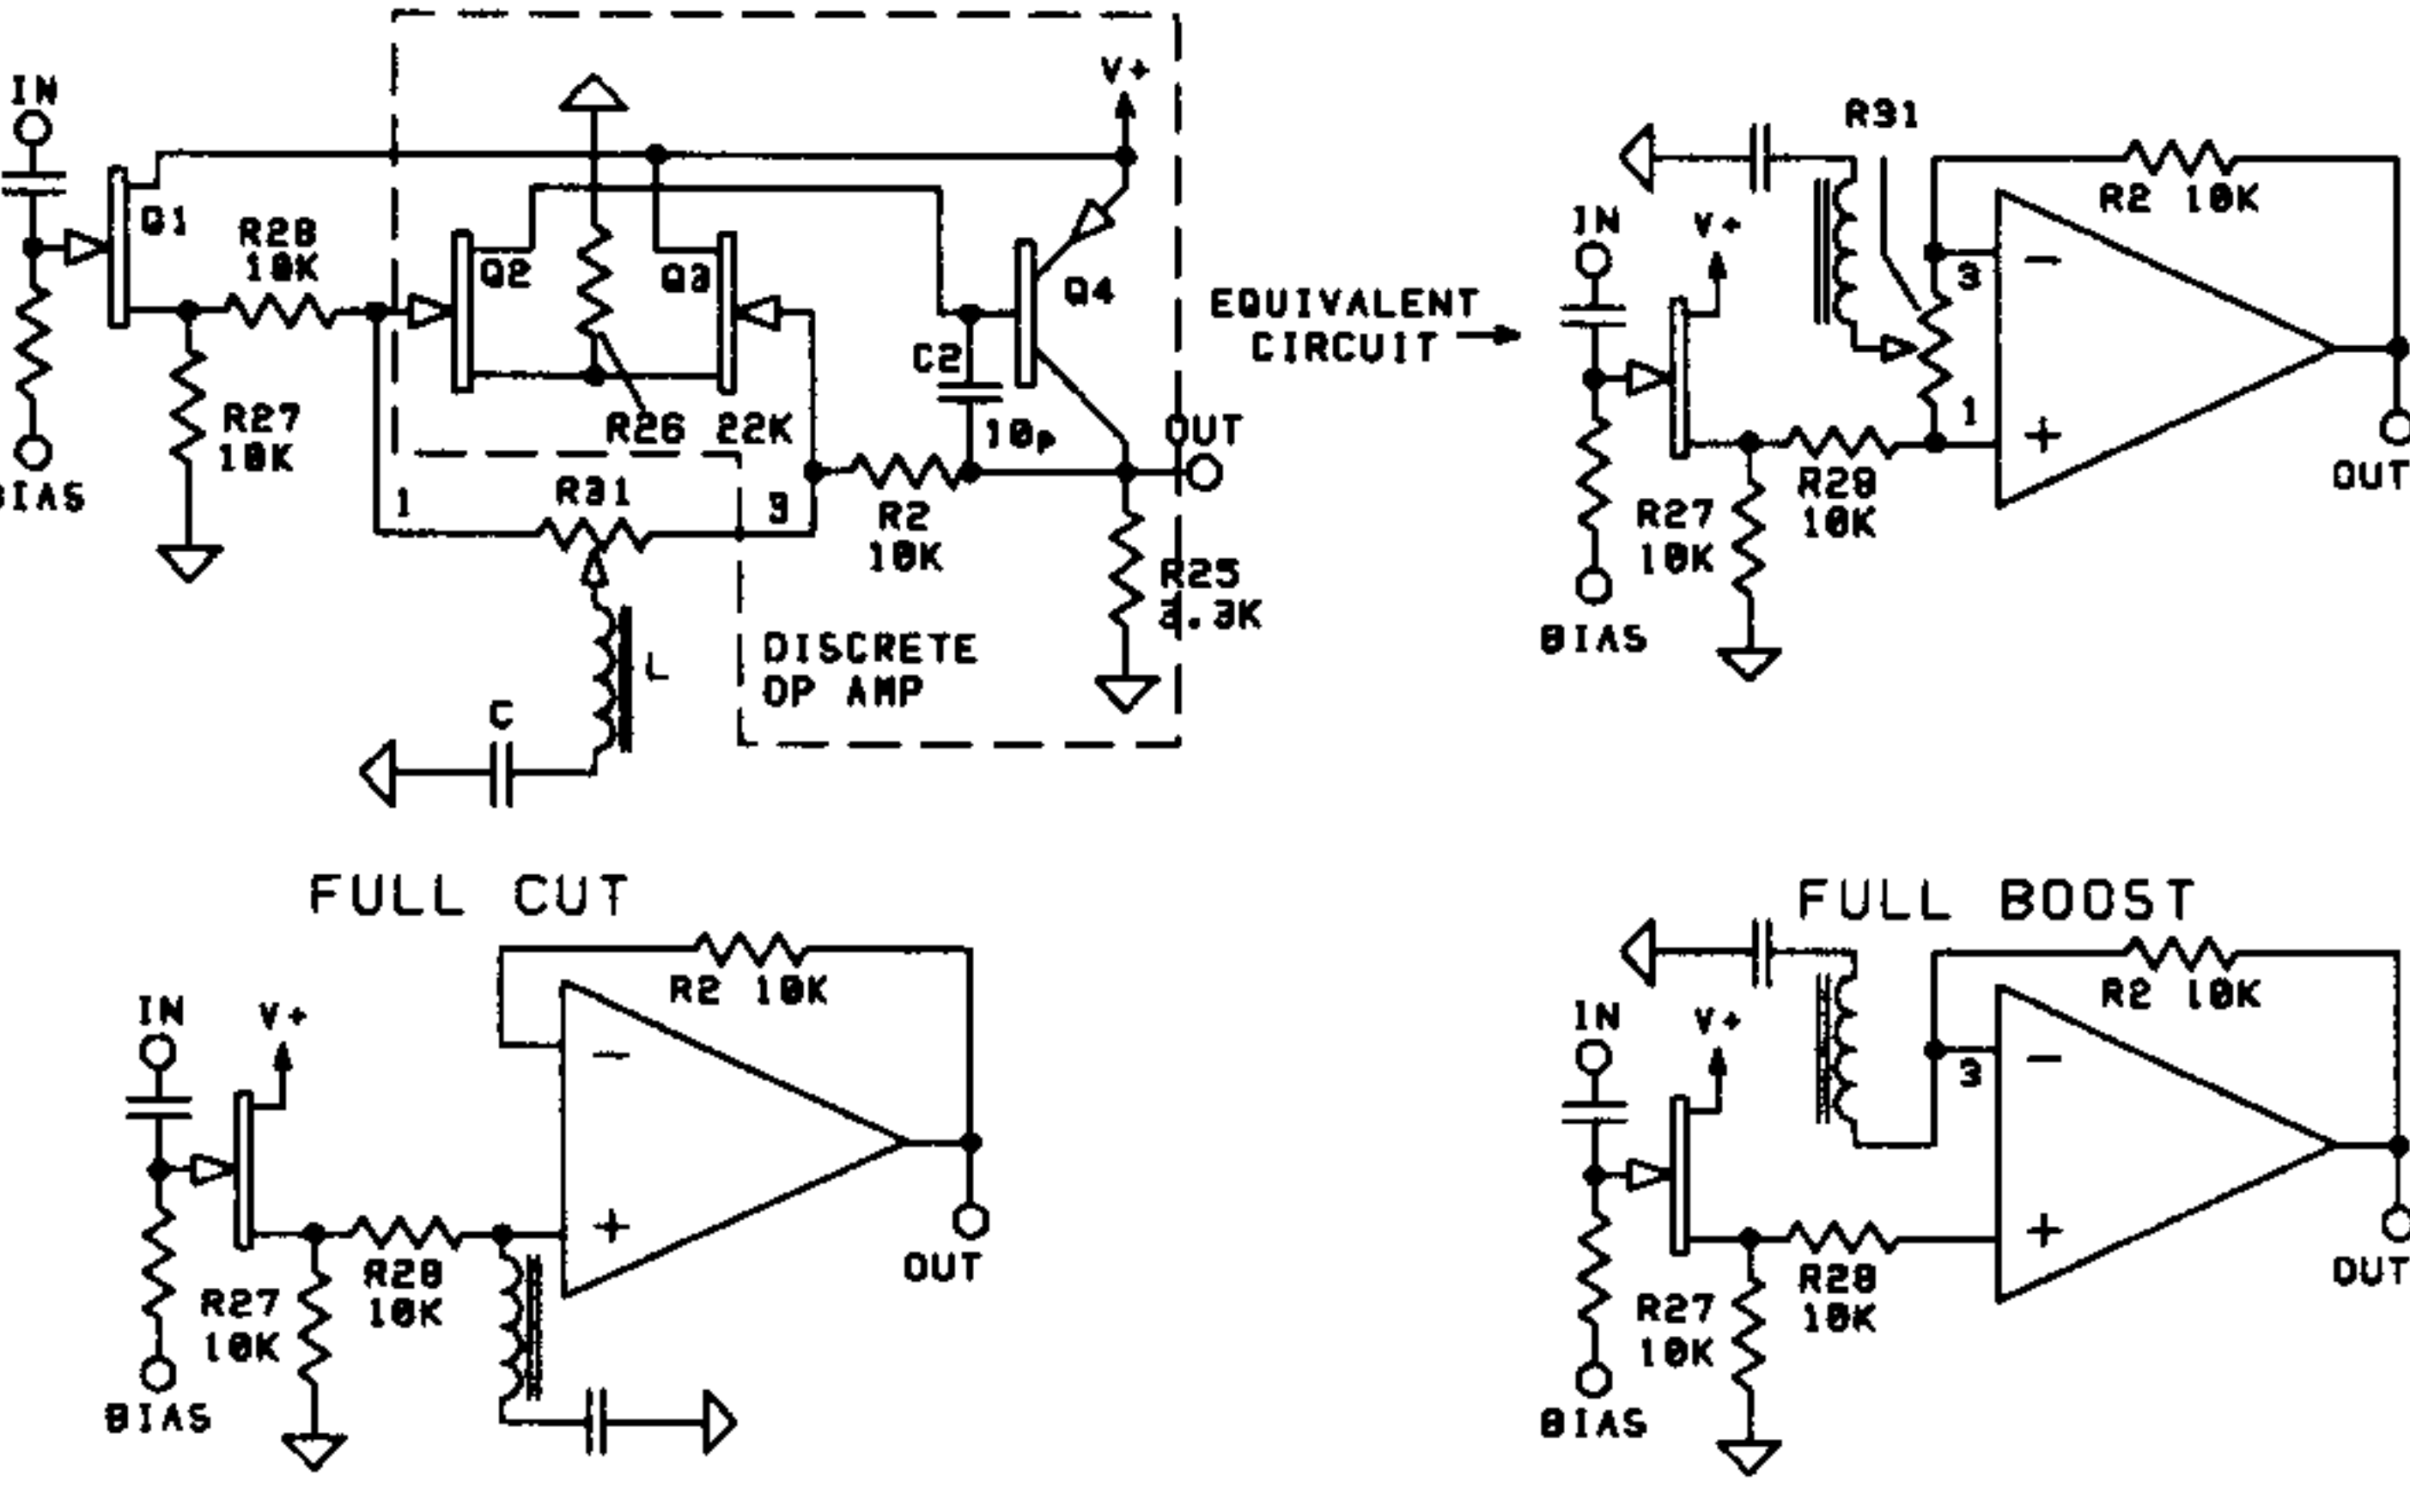 IN
Q1
R28
10K
R27
10K
BIAS
Q2
Q3
V+
Q4
C2
10p
R26 22K
OUT
1
R31
3
R2
10K
R25
3.3K
L
C
DISCRETE
OP AMP
EQUIVALENT
CIRCUIT
R31
IN
V+
R2 10K
3
-
1
+
R28
10K
R27
10K
BIAS
OUT
FULL CUT
IN
V+
R2 10K
-
+
R28
10K
R27
10K
BIAS
OUT
FULL BOOST
IN
V+
R2 10K
3
-
+
R28
10K
R27
10K
BIAS
OUT